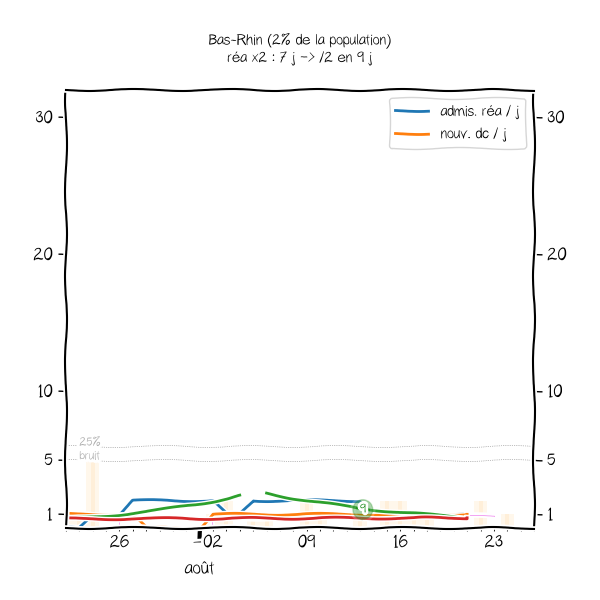 Bas-Rhin (2% de la population)
réa x2 : 7 j -> /2 en 9 j
admis. réa / j
nouv. dc / j
30
30
20
20
10
10
25%
bruit
5
5
9
1
1
26
02
09
16
23
août